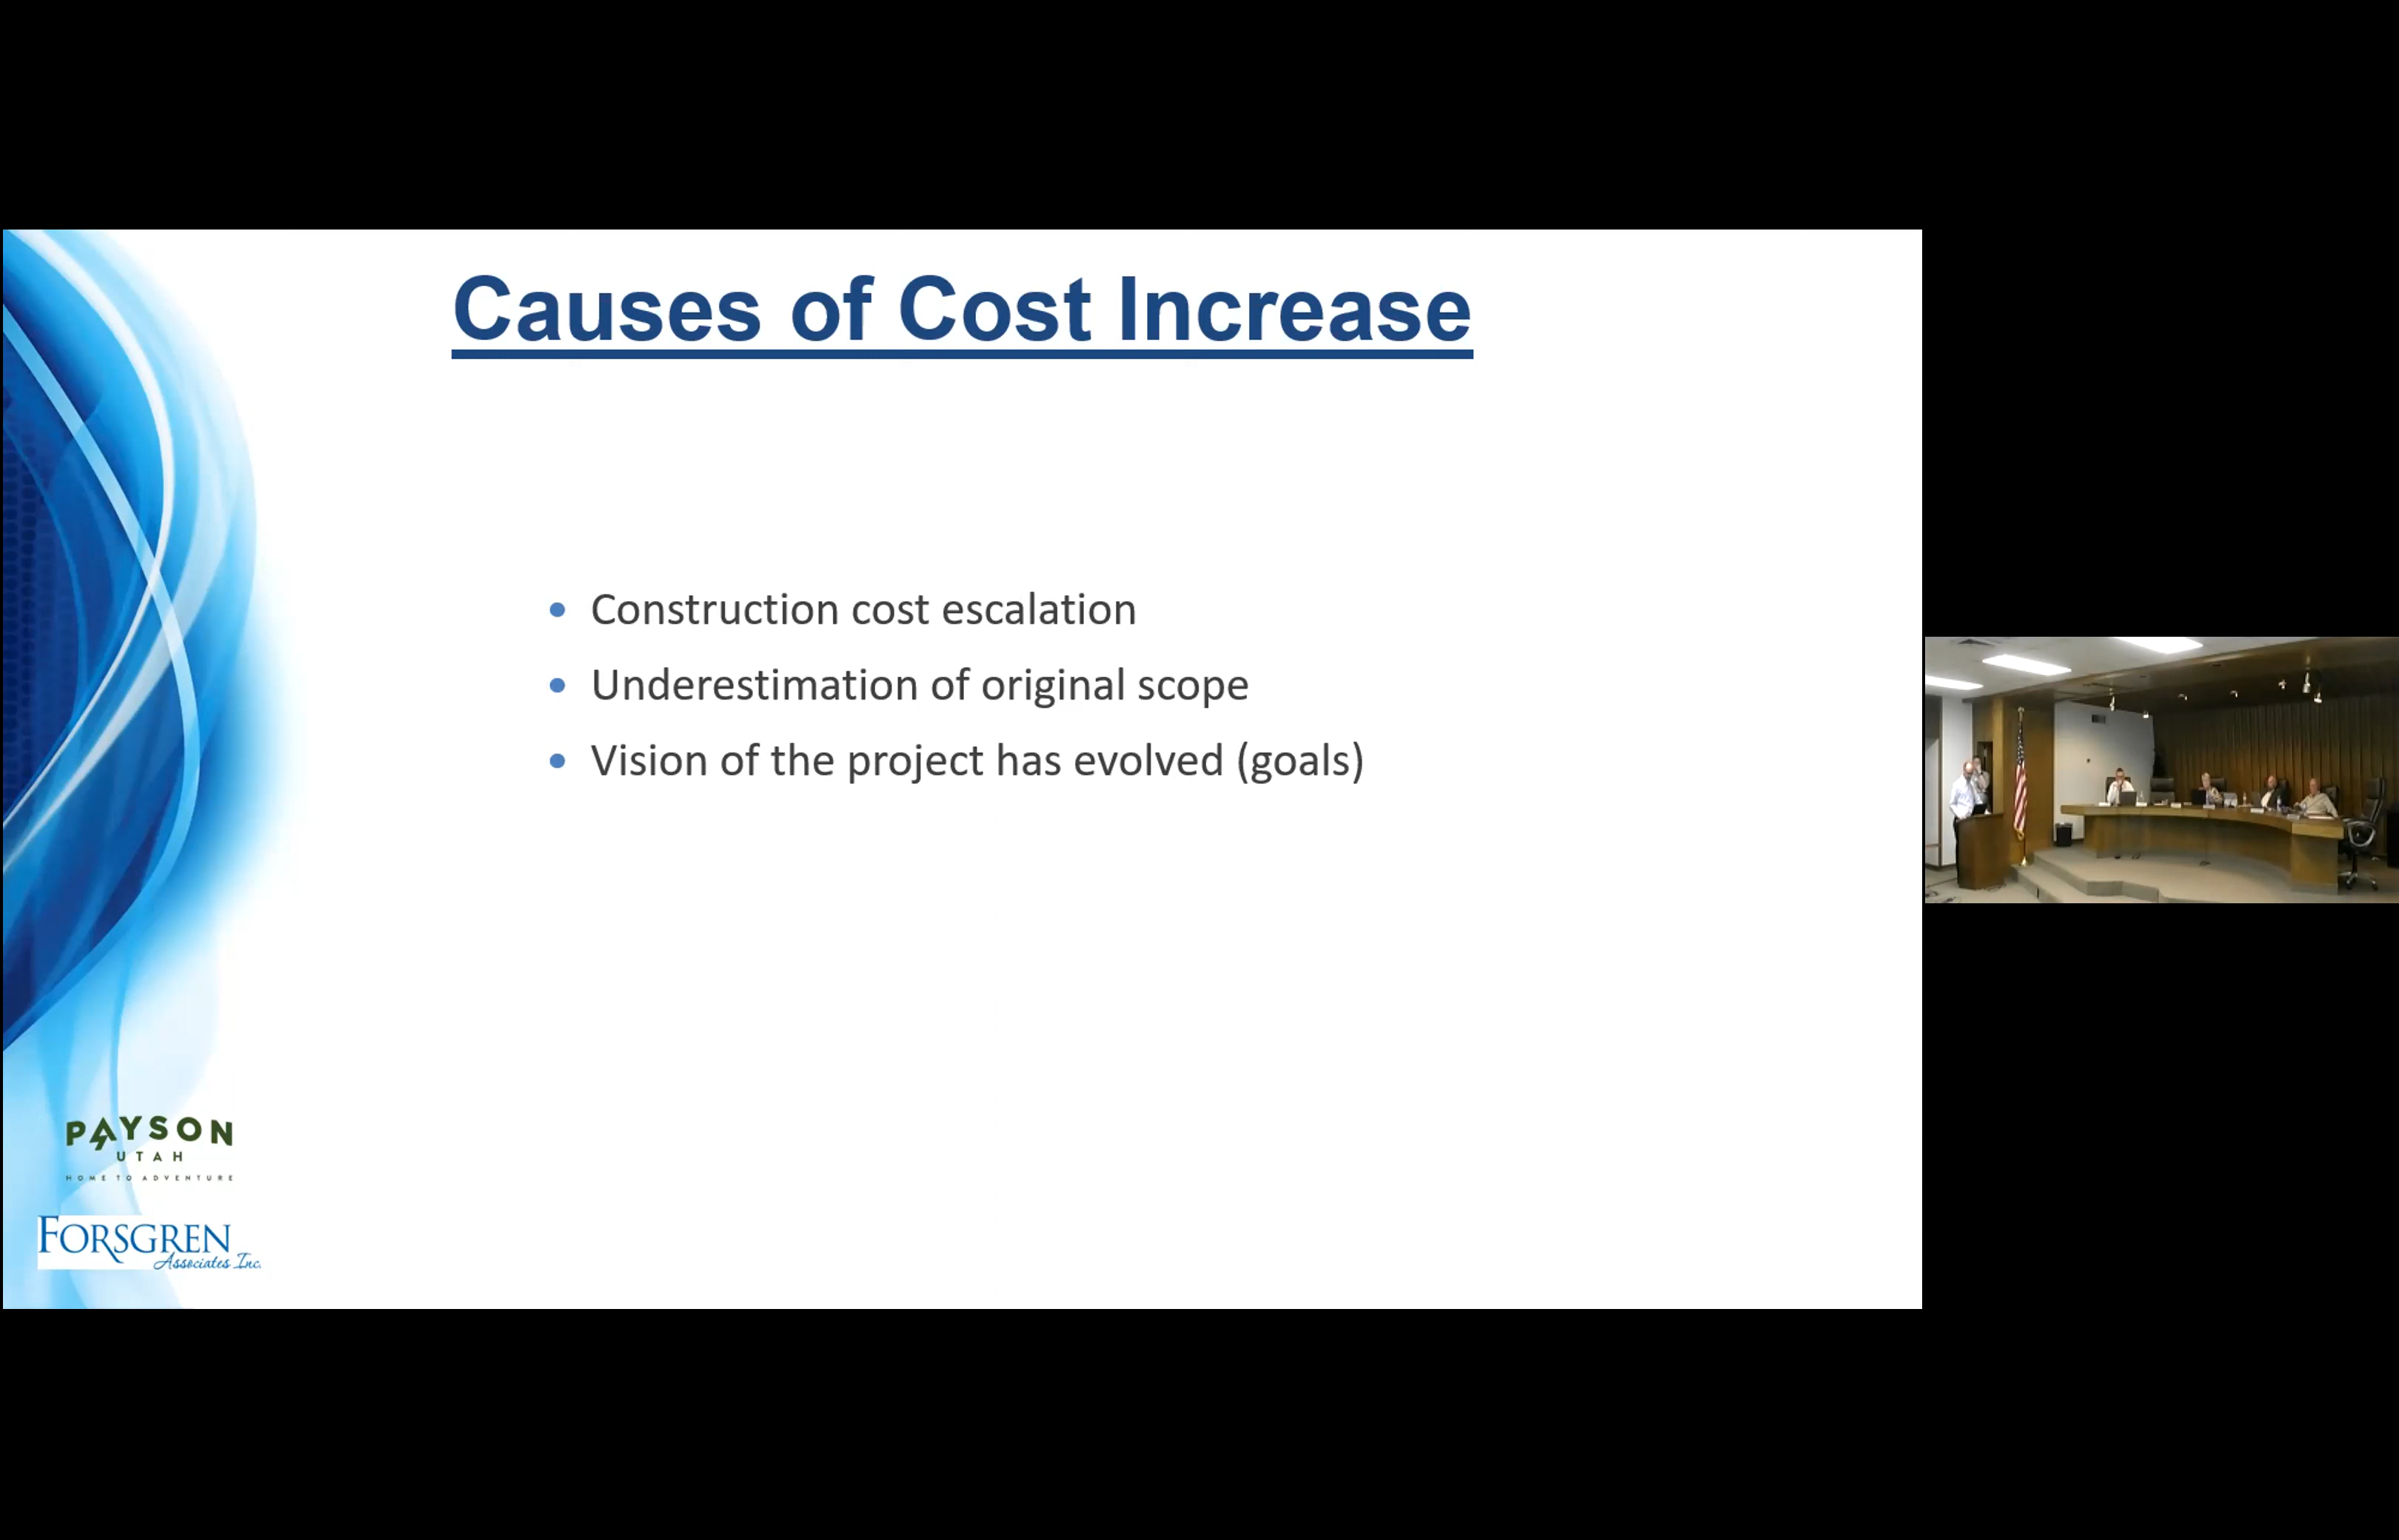 Causes of Cost Increase
• Construction cost escalation
• Underestimation of original scope
• Vision of the project has evolved (goals)
PAYSON
UTAH
HOME TO ADVENTURE
FORSGREN
Associates Inc.